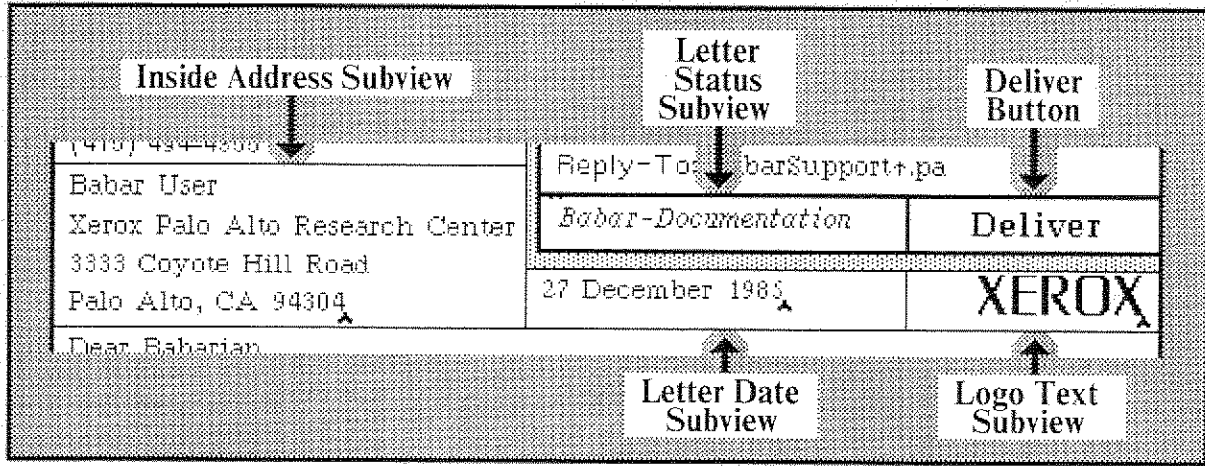 Inside Address Subview
Letter
Status
Subview
Deliver
Button
Babar User
Xerox Palo Alto Research Center
3333 Coyote Hill Road
Palo Alto, CA 94304
Dear Babarian
Reply-To: barSupport↑.pa
Babar-Documentation
Deliver
27 December 1983
XEROX
Letter Date
Subview
Logo Text
Subview